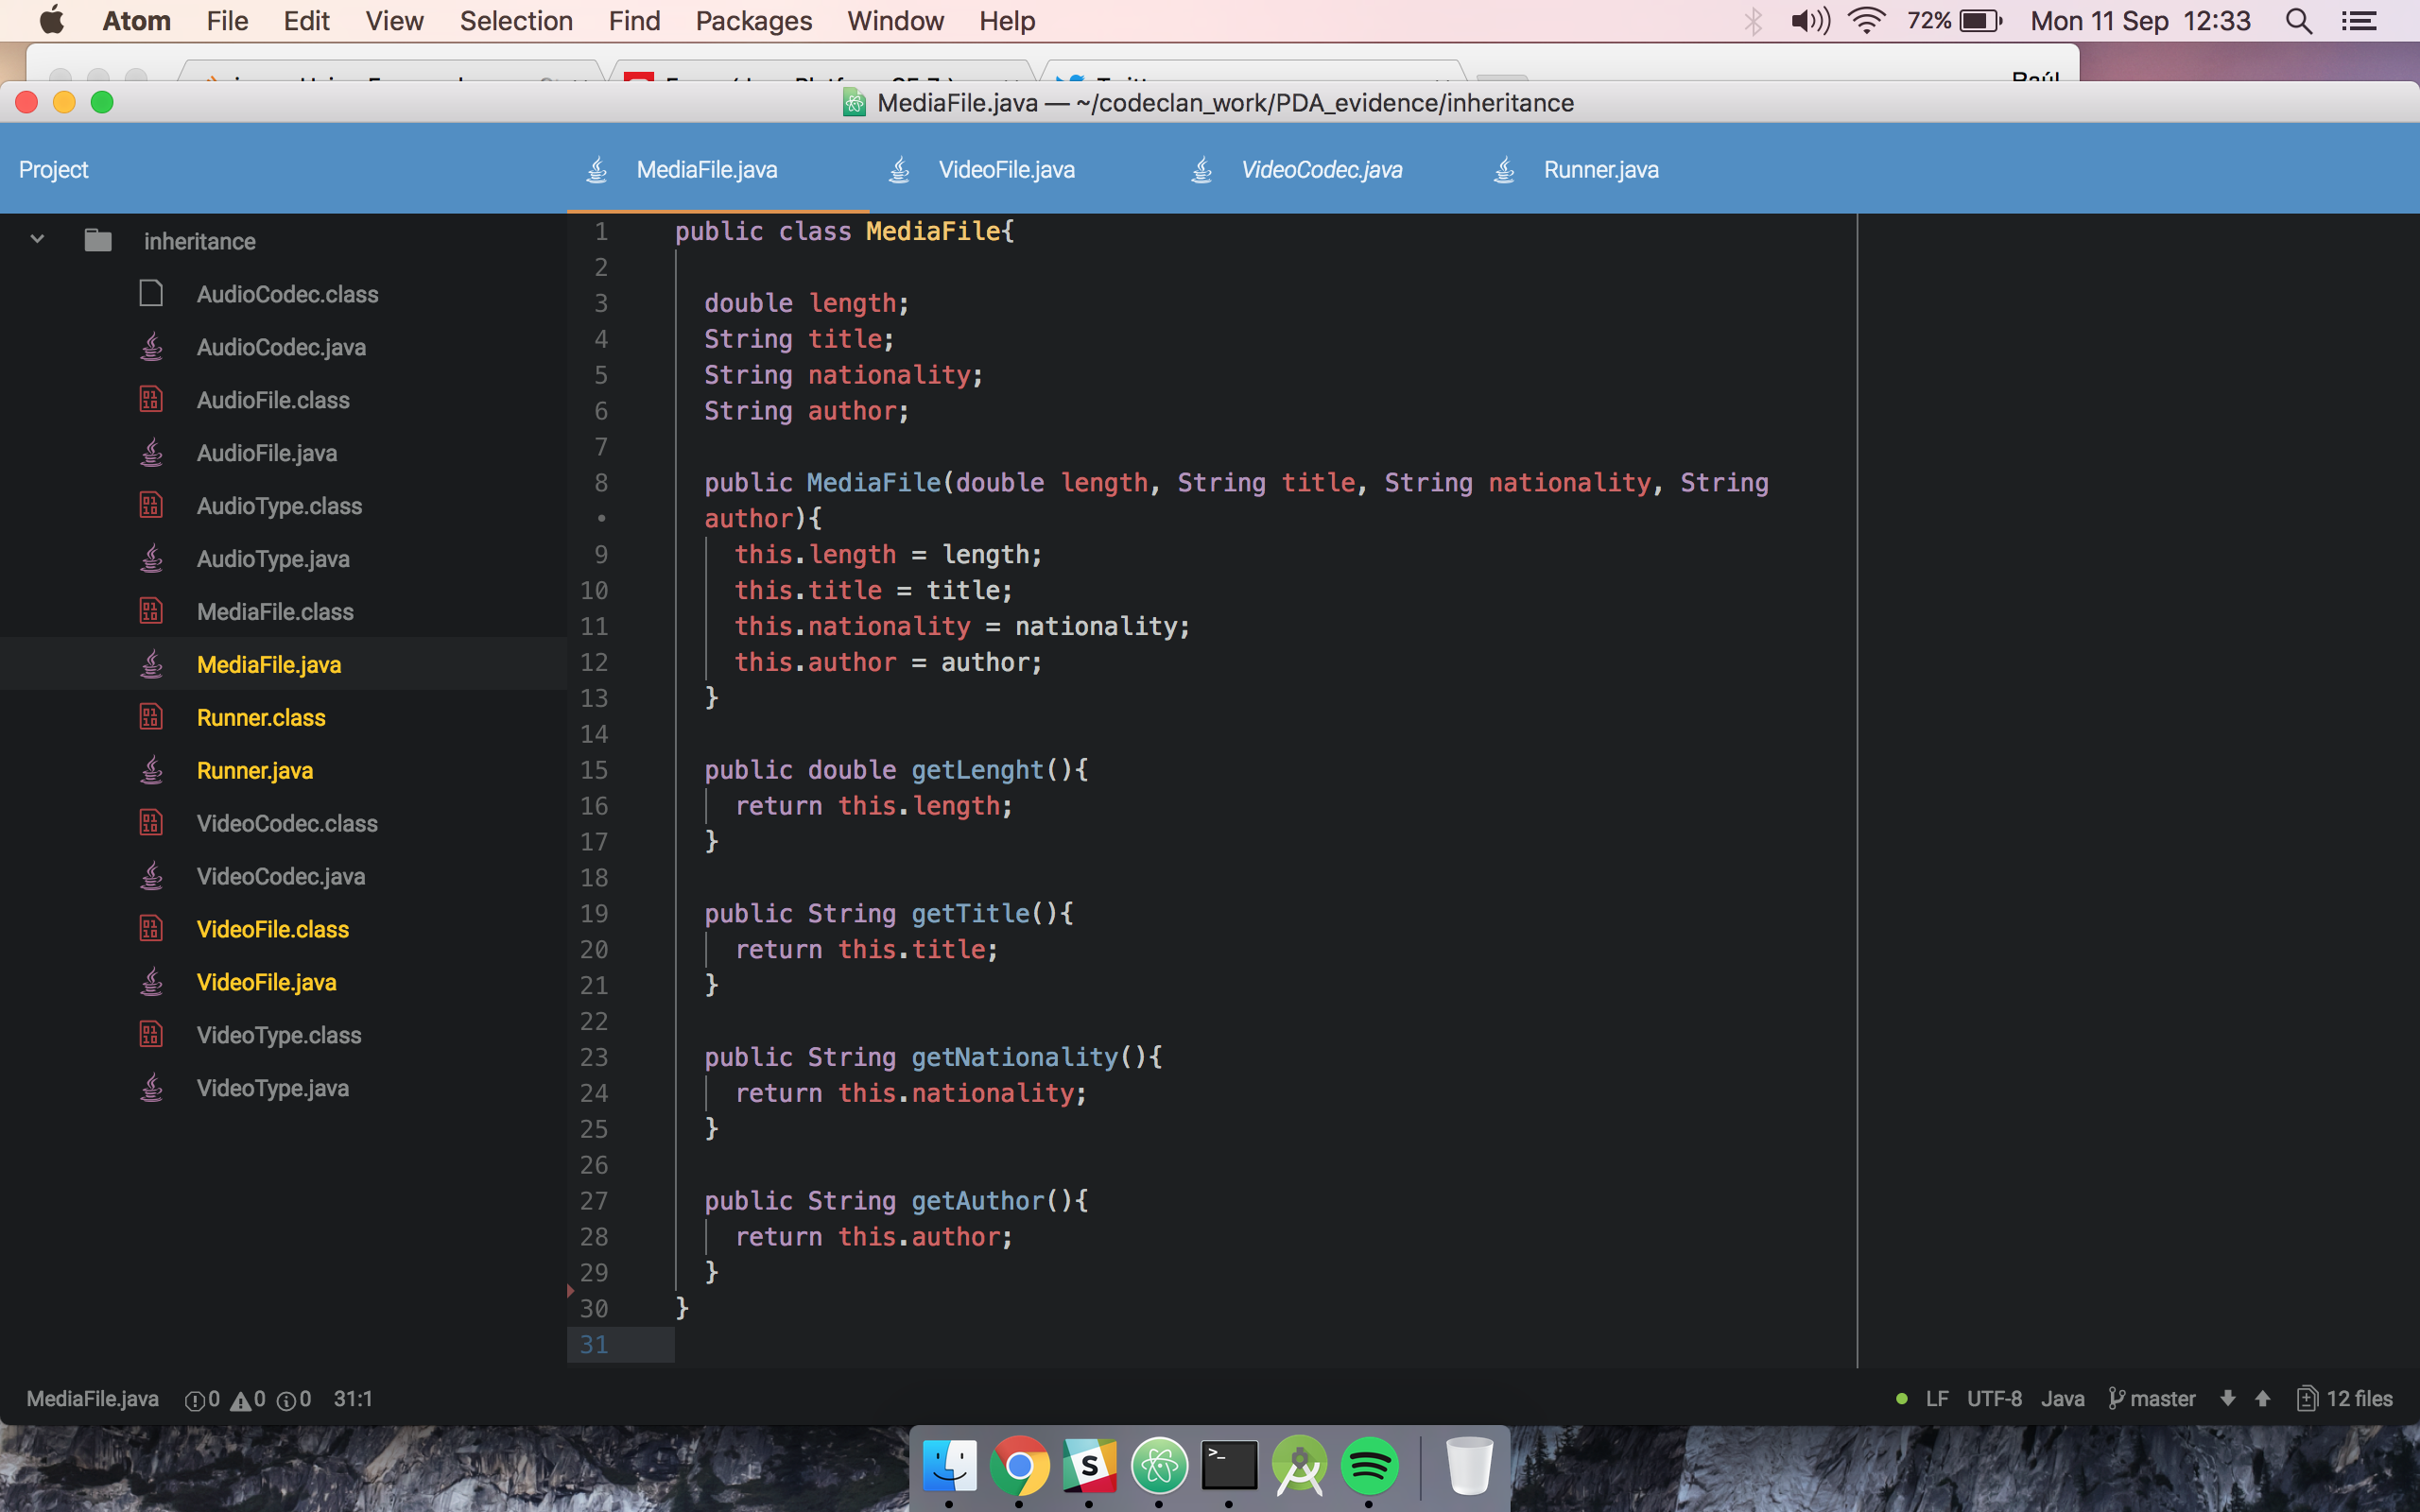 Atom File Edit View Selection Find Packages Window Help 72% Mon 11 Sep 12:33
Raúl
MediaFile.java — ~/codeclan_work/PDA_evidence/inheritance
Project
MediaFile.java VideoFile.java VideoCodec.java Runner.java
inheritance
AudioCodec.class
AudioCodec.java
AudioFile.class
AudioFile.java
AudioType.class
AudioType.java
MediaFile.class
MediaFile.java
Runner.class
Runner.java
VideoCodec.class
VideoCodec.java
VideoFile.class
VideoFile.java
VideoType.class
VideoType.java
1 public class MediaFile{
2
3 double length;
4 String title;
5 String nationality;
6 String author;
7
8 public MediaFile(double length, String title, String nationality, String
• author){
9 this.length = length;
10 this.title = title;
11 this.nationality = nationality;
12 this.author = author;
13 }
14
15 public double getLenght(){
16 return this.length;
17 }
18
19 public String getTitle(){
20 return this.title;
21 }
22
23 public String getNationality(){
24 return this.nationality;
25 }
26
27 public String getAuthor(){
28 return this.author;
29 }
30 }
31
MediaFile.java 0 0 0 31:1 LF UTF-8 Java master 12 files